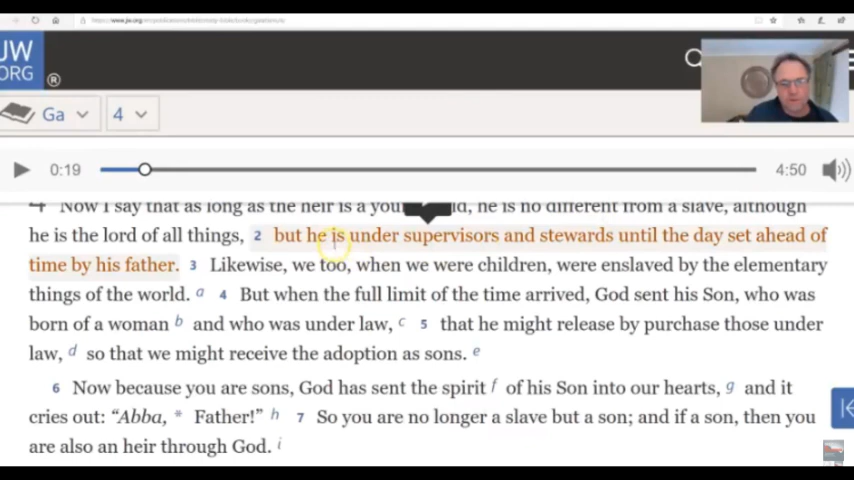 JW
ORG ®
Ga 4
0:19 4:50
4 Now I say that as long as the heir is a you d, he is no different from a slave, although
he is the lord of all things, 2 but he is under supervisors and stewards until the day set ahead of
time by his father. 3 Likewise, we too, when we were children, were enslaved by the elementary
things of the world. a 4 But when the full limit of the time arrived, God sent his Son, who was
born of a woman b and who was under law, c 5 that he might release by purchase those under
law, d so that we might receive the adoption as sons. e
6 Now because you are sons, God has sent the spirit f of his Son into our hearts, g and it
cries out: “Abba, * Father!” h 7 So you are no longer a slave but a son; and if a son, then you
are also an heir through God. i